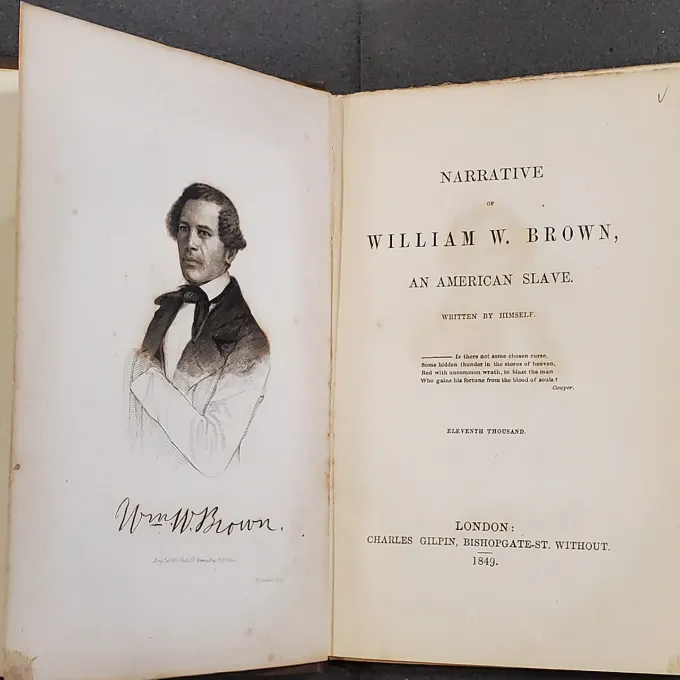 Wm. W. Brown.
NARRATIVE
OF
WILLIAM W. BROWN,
AN AMERICAN SLAVE.
WRITTEN BY HIMSELF.
——— Is there not some chosen curse,
Some hidden thunder in the stores of heaven,
Red with uncommon wrath, to blast the man
Who gains his fortune from the blood of souls?
Cowper.
ELEVENTH THOUSAND.
LONDON:
CHARLES GILPIN, BISHOPGATE-ST. WITHOUT.
1849.